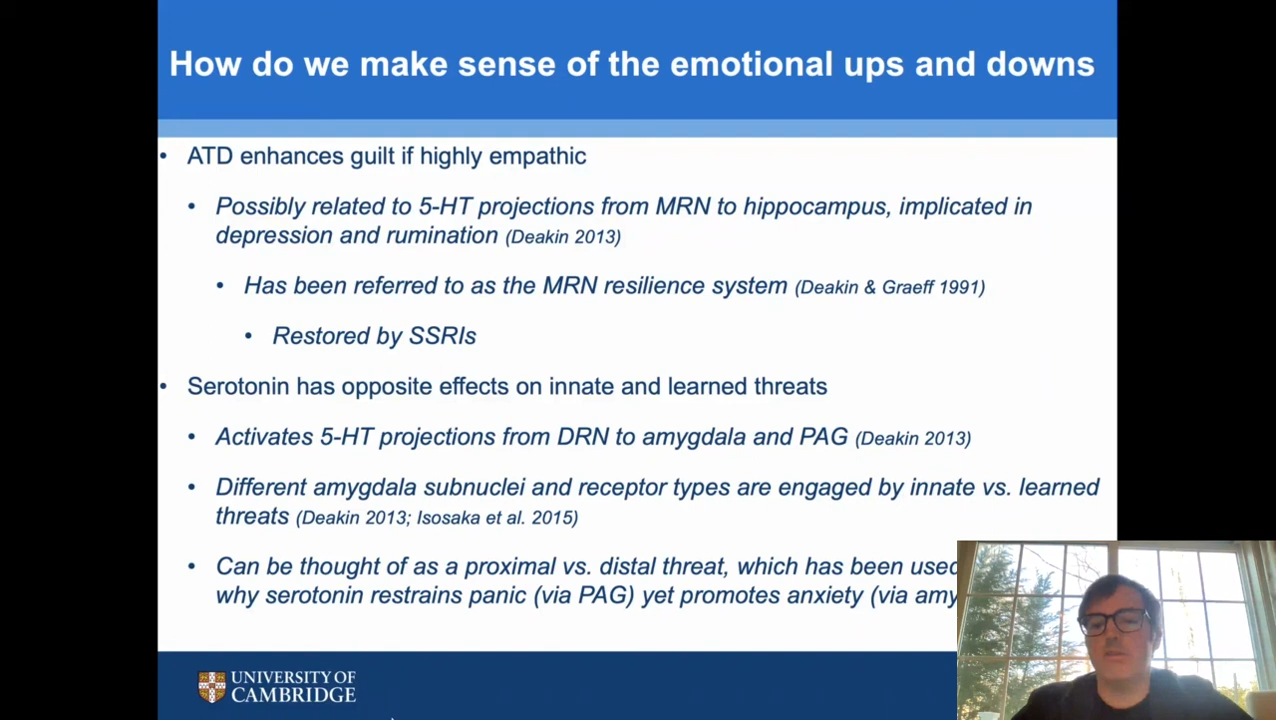 How do we make sense of the emotional ups and downs
• ATD enhances guilt if highly empathic
• Possibly related to 5-HT projections from MRN to hippocampus, implicated in
depression and rumination (Deakin 2013)
• Has been referred to as the MRN resilience system (Deakin & Graeff 1991)
• Restored by SSRIs
• Serotonin has opposite effects on innate and learned threats
• Activates 5-HT projections from DRN to amygdala and PAG (Deakin 2013)
• Different amygdala subnuclei and receptor types are engaged by innate vs. learned
threats (Deakin 2013; Isosaka et al. 2015)
• Can be thought of as a proximal vs. distal threat, which has been used
why serotonin restrains panic (via PAG) yet promotes anxiety (via amy
UNIVERSITY OF
CAMBRIDGE